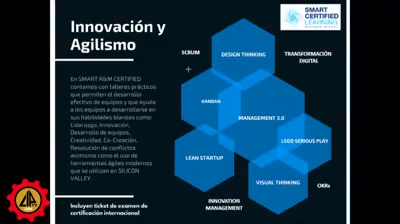 Innovación y
Agilismo
En SMART R&M CERTIFIED
contamos con talleres prácticos
que permiten el desarrollo
efectivo de equipos y que ayuda
a los equipos a desarrollarse en
sus habilidades blandas como
Liderazgo, Innovación,
Desarrollo de equipos,
Creatividad, Co-Creación,
Resolución de conflictos
asimismo como el uso de
herramientas ágiles modernos
que se utilizan en SILICON
VALLEY.
Incluyen ticket de examen de
certificación internacional
SMART
CERTIFIED
LEARNING
SCRUM
DESIGN THINKING
TRANSFORMACIÓN
DIGITAL
KANBAN
MANAGEMENT 3.0
LEGO SERIOUS PLAY
LEAN STARTUP
VISUAL THINKING
OKRs
INNOVATION
MANAGEMENT